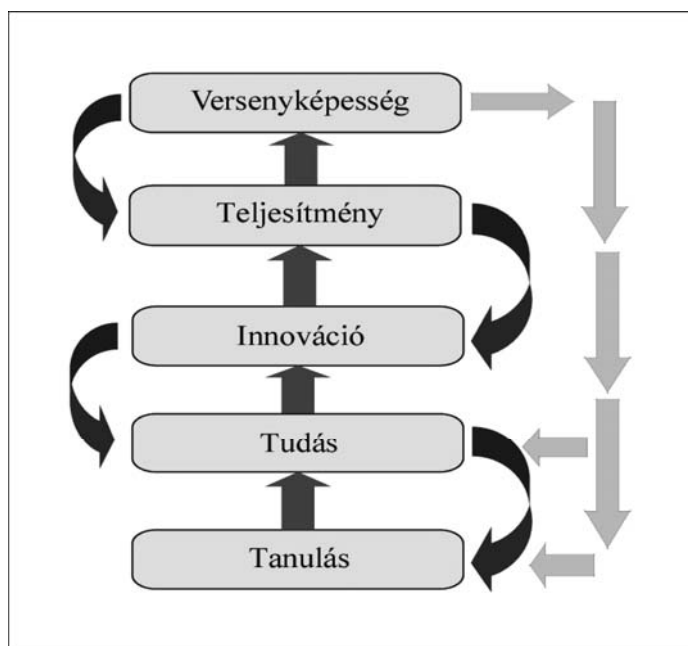 Versenyképesség
Teljesítmény
Innováció
Tudás
Tanulás